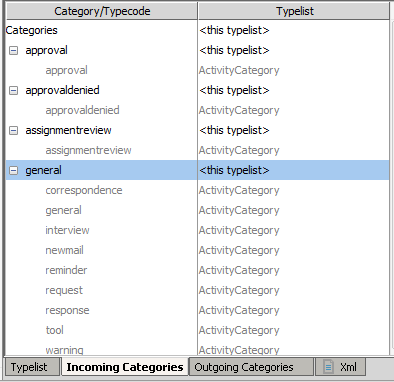 Category/Typecode Typelist
Categories <this typelist>
approval <this typelist>
approval ActivityCategory
approvaldenied <this typelist>
approvaldenied ActivityCategory
assignmentreview <this typelist>
assignmentreview ActivityCategory
general <this typelist>
correspondence ActivityCategory
general ActivityCategory
interview ActivityCategory
newmail ActivityCategory
reminder ActivityCategory
request ActivityCategory
response ActivityCategory
tool ActivityCategory
warning ActivityCategory
Typelist Incoming Categories Outgoing Categories Xml